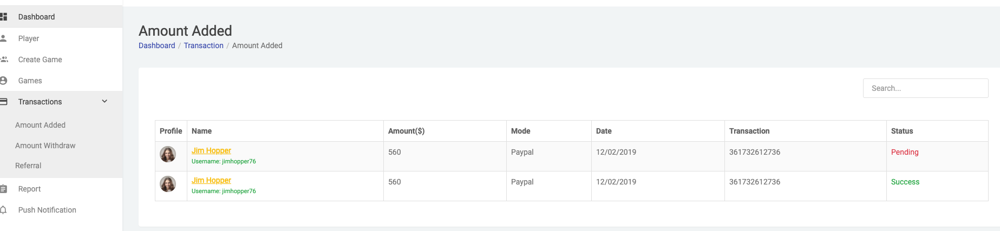 Dashboard
Player
Create Game
Games
Transactions
Amount Added
Amount Withdraw
Referral
Report
Push Notification
Amount Added
Dashboard / Transaction / Amount Added
Search...
Profile Name Amount($) Mode Date Transaction Status
Jim Hopper 560 Paypal 12/02/2019 361732612736 Pending
Username: jimhopper76
Jim Hopper 560 Paypal 12/02/2019 361732612736 Success
Username: jimhopper76